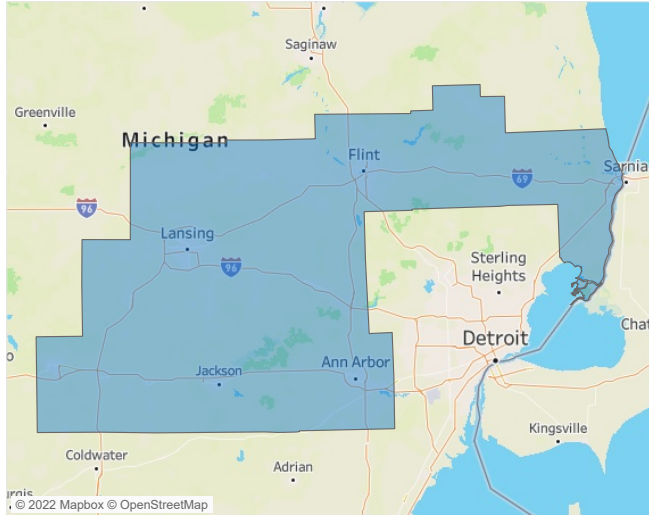 Saginaw
Greenville
Michigan
Flint
Sarnia
69
96
Lansing
96
Sterling
Heights
Detroit
Chat
o
Jackson
Ann Arbor
Kingsville
Coldwater
Adrian
urgis
© 2022 Mapbox © OpenStreetMap